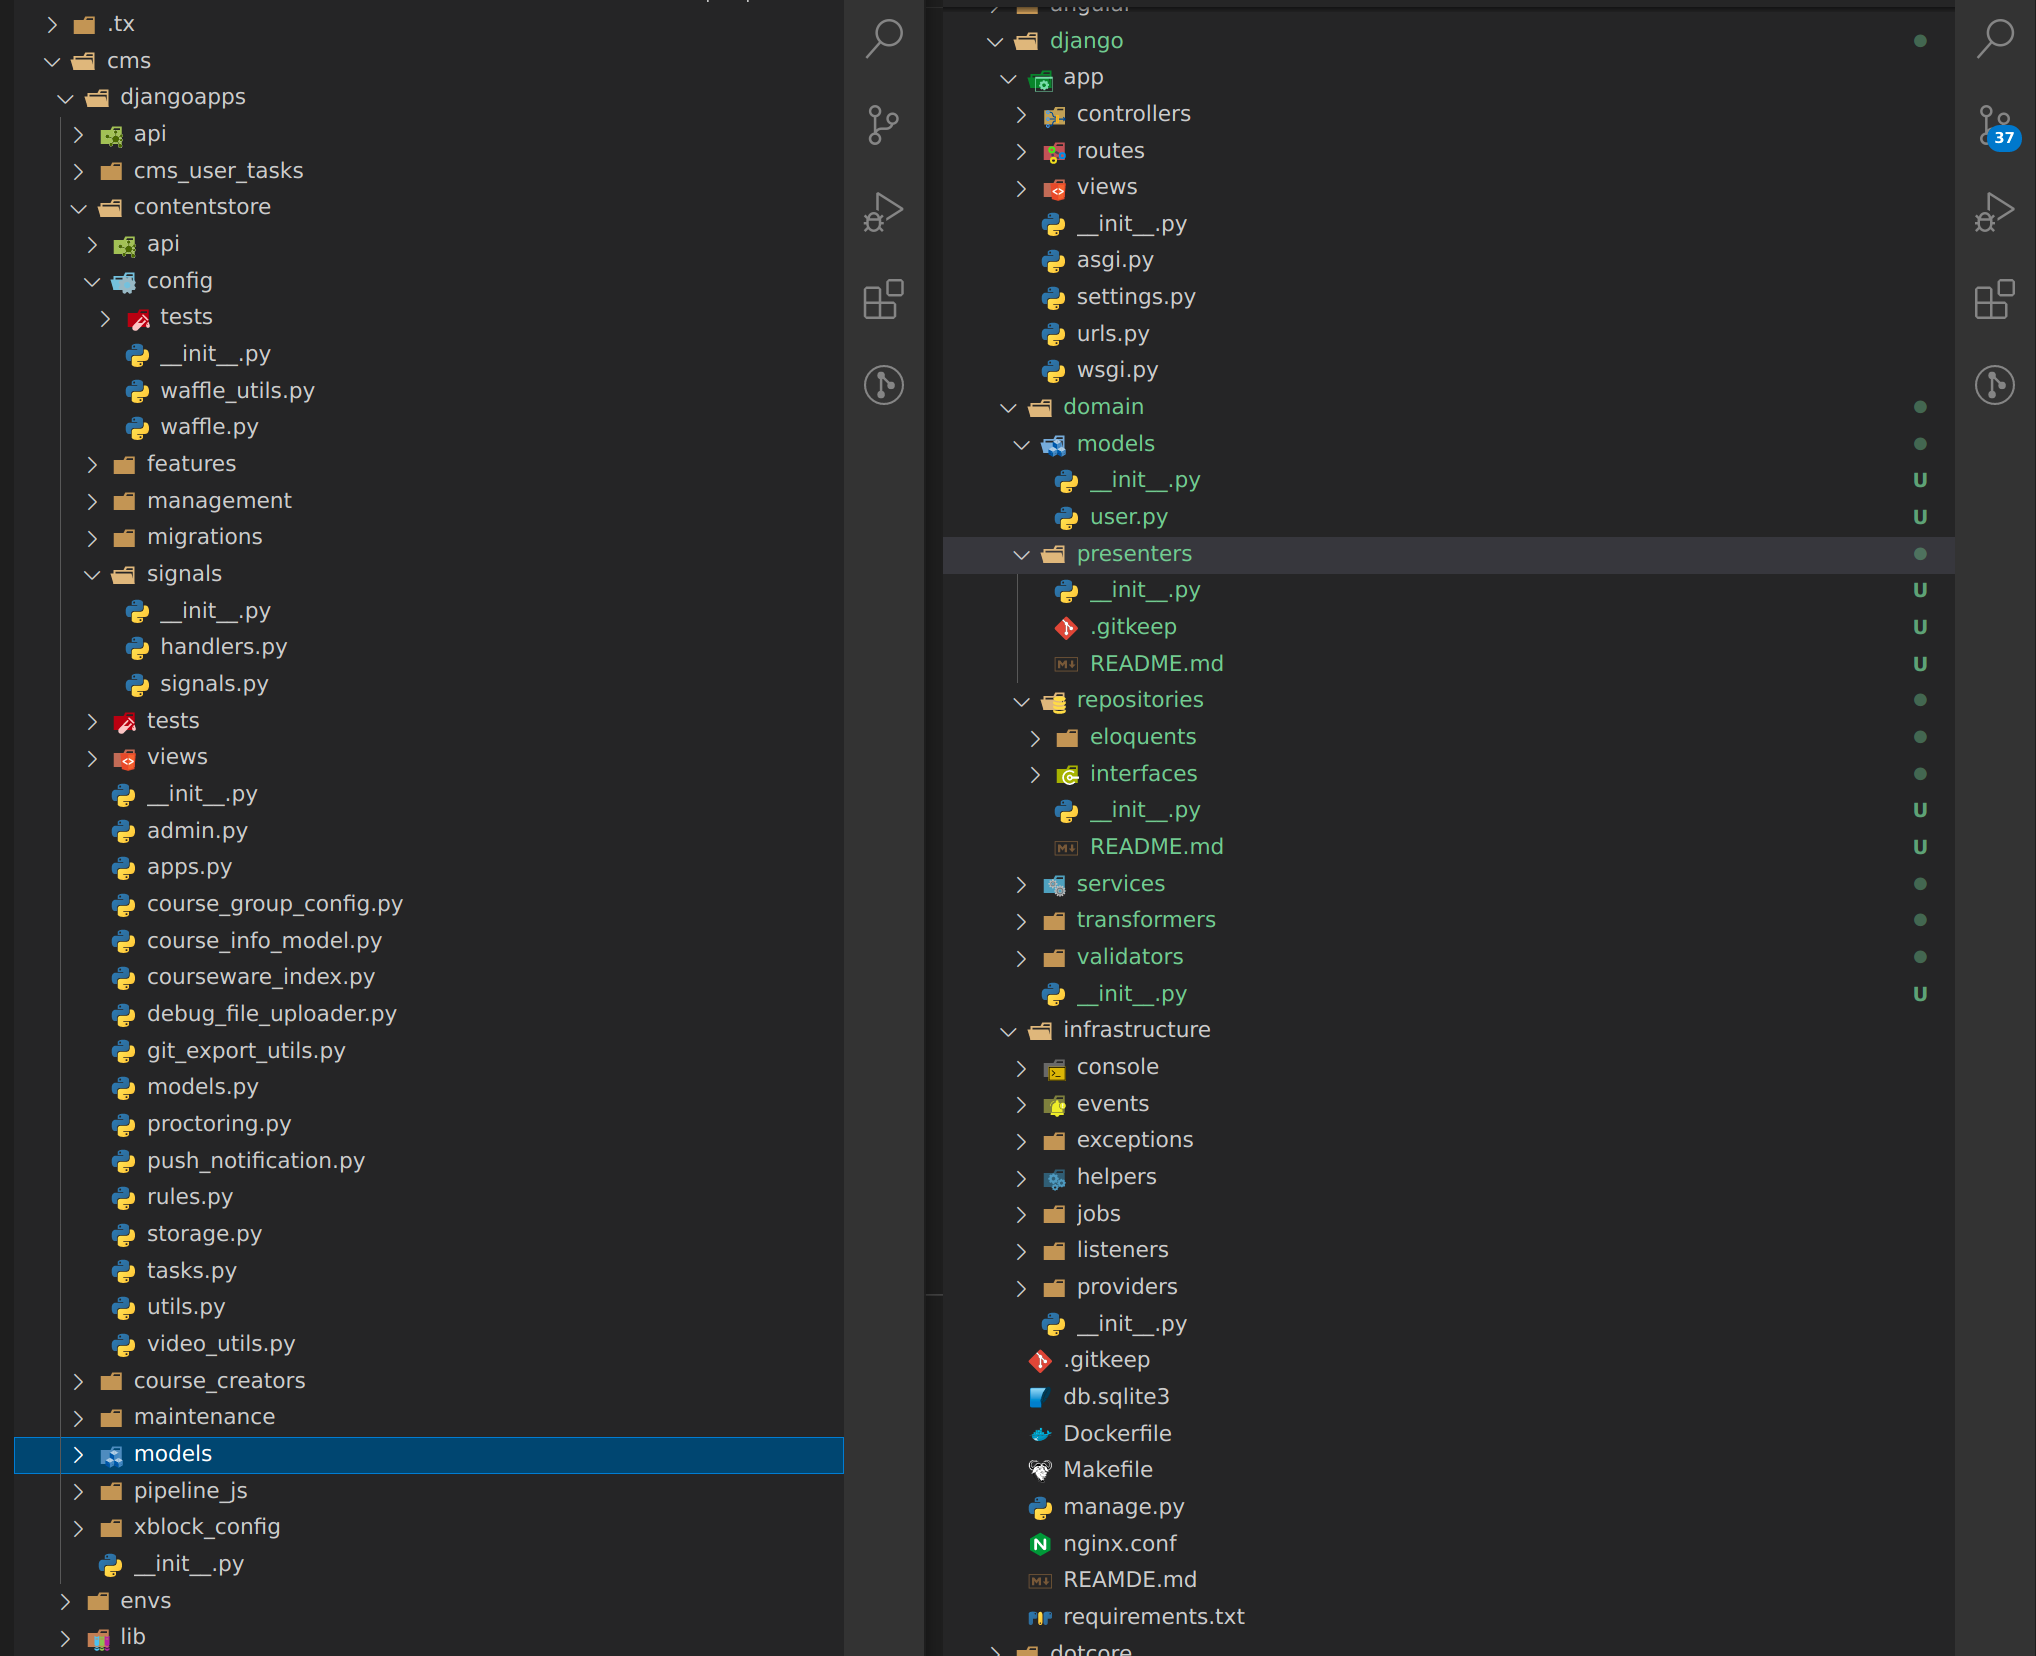 .tx
cms
djangoapps
api
cms_user_tasks
contentstore
api
config
tests
__init__.py
waffle_utils.py
waffle.py
features
management
migrations
signals
__init__.py
handlers.py
signals.py
tests
views
__init__.py
admin.py
apps.py
course_group_config.py
course_info_model.py
courseware_index.py
debug_file_uploader.py
git_export_utils.py
models.py
proctoring.py
push_notification.py
rules.py
storage.py
tasks.py
utils.py
video_utils.py
course_creators
maintenance
models
pipeline_js
xblock_config
__init__.py
envs
lib
angular
django
app
controllers
routes
views
__init__.py
asgi.py
settings.py
urls.py
wsgi.py
domain
models
__init__.py U
user.py U
presenters
__init__.py U
.gitkeep U
README.md U
repositories
eloquents
interfaces
__init__.py U
README.md U
services
transformers
validators
__init__.py U
infrastructure
console
events
exceptions
helpers
jobs
listeners
providers
__init__.py
.gitkeep
db.sqlite3
Dockerfile
Makefile
manage.py
nginx.conf
REAMDE.md
requirements.txt
dotcore
37